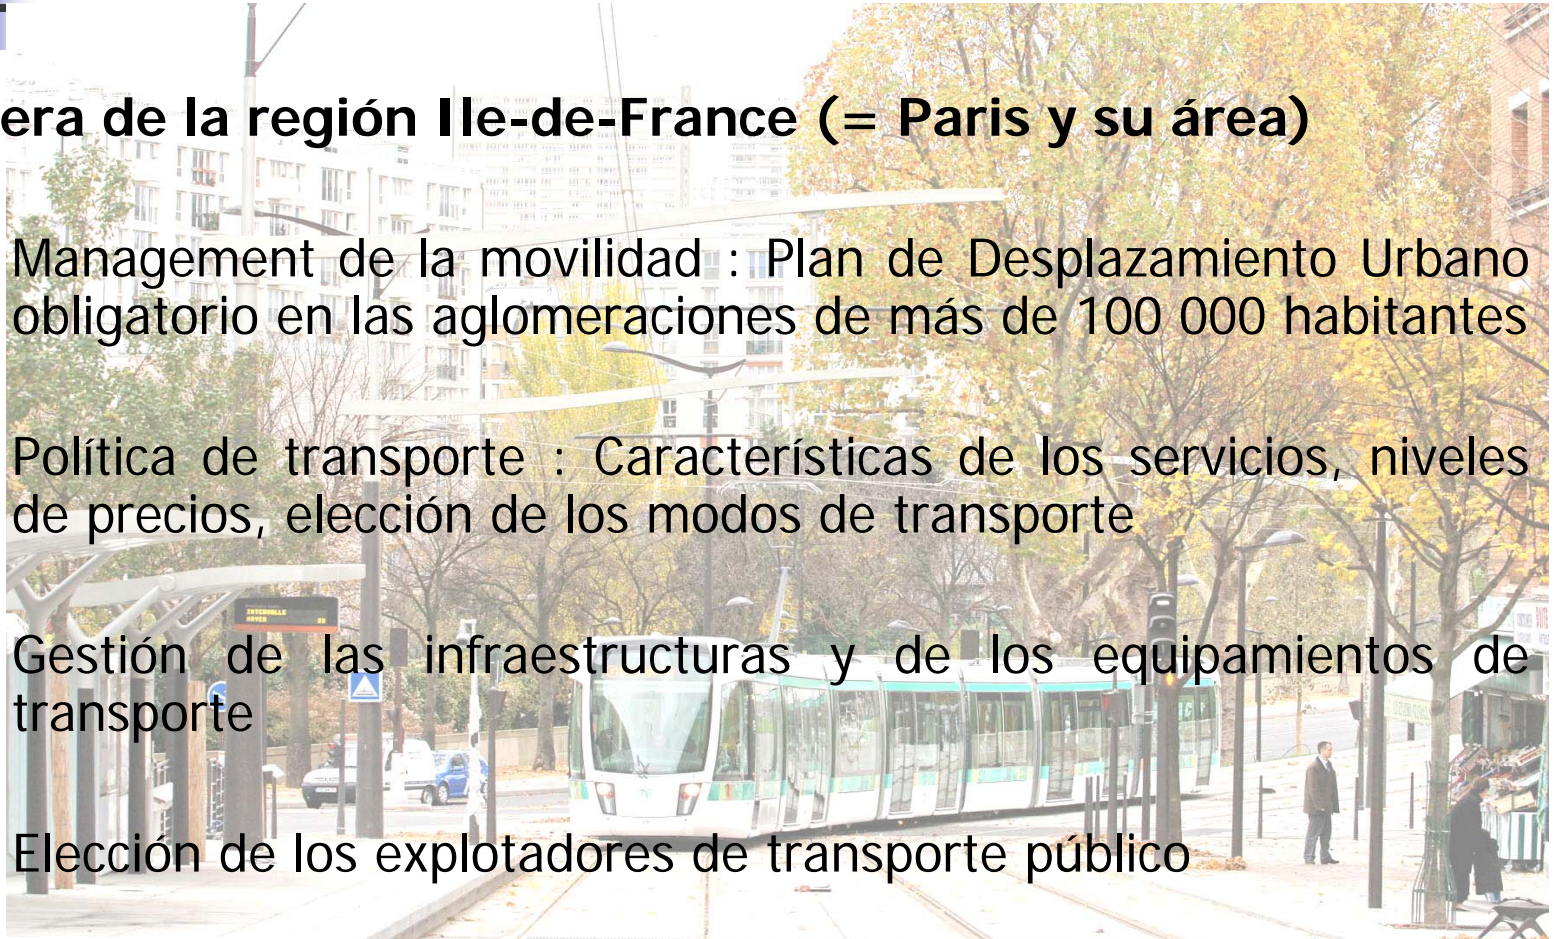 era de la región Ile-de-France (= Paris y su área)
Management de la movilidad : Plan de Desplazamiento Urbano
obligatorio en las aglomeraciones de más de 100 000 habitantes
Política de transporte : Características de los servicios, niveles
de precios, elección de los modos de transporte
INTERVALLE
Gestión de las infraestructuras y de los equipamientos de
transporte
Elección de los explotadores de transporte público